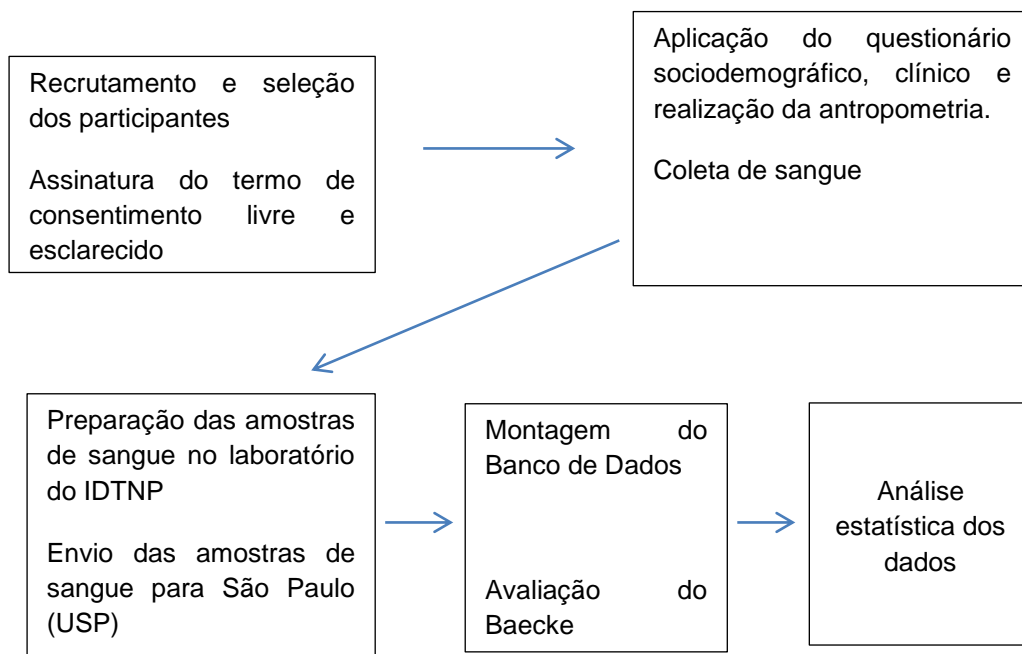 Recrutamento e seleção
dos participantes
Assinatura do termo de
consentimento livre e
esclarecido
Aplicação do questionário
sociodemográfico, clínico e
realização da antropometria.
Coleta de sangue
Preparação das amostras
de sangue no laboratório
do IDTNP
Envio das amostras de
sangue para São Paulo
(USP)
Montagem do
Banco de Dados
Avaliação do
Baecke
Análise
estatística dos
dados